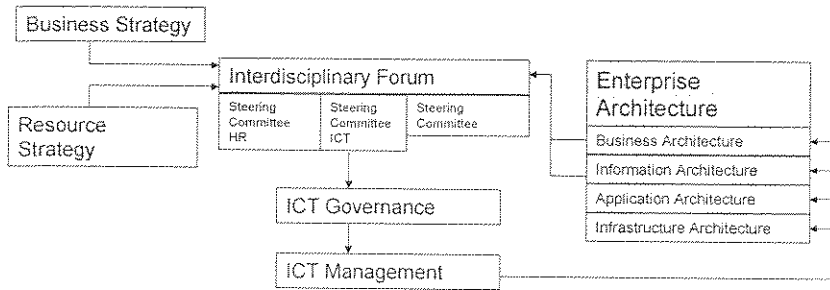 Business Strategy
Resource
Strategy
Interdisciplinary Forum
Steering
Committee
HR
Steering
Committee
ICT
Steering
Committee
ICT Governance
ICT Management
Enterprise
Architecture
Business Architecture
Information Architecture
Application Architecture
Infrastructure Architecture